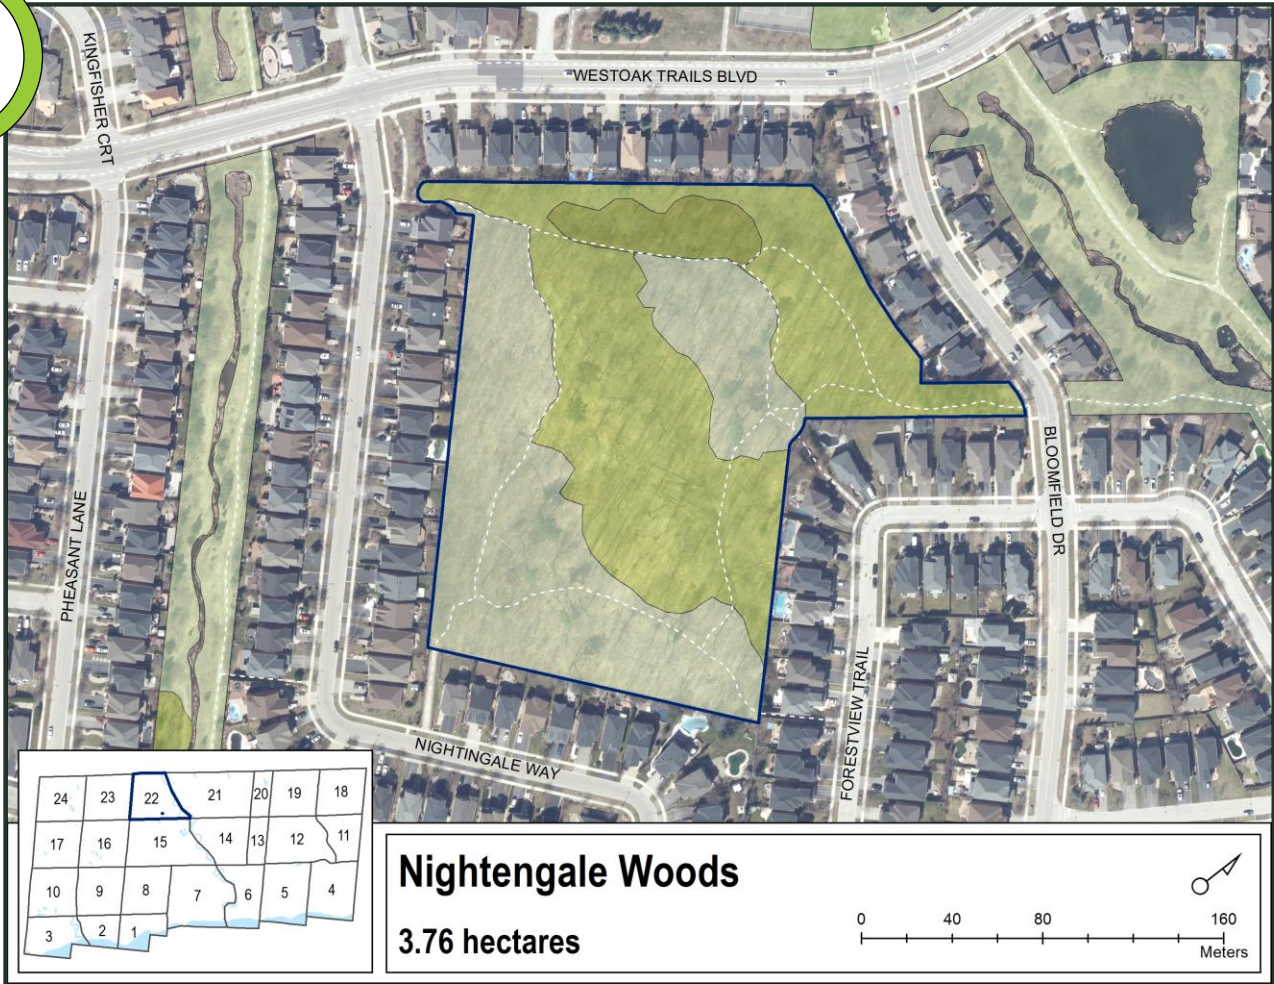 KINGFISHER CRT
WESTOAK TRAILS BLVD
PHEASANT LANE
BLOOMFIELD DR
FORESTVIEW TRAIL
NIGHTINGALE WAY
24 23 22 21 20 19 18
17 16 15 14 13 12 11
10 9 8 7 6 5 4
3 2 1
Nightengale Woods
3.76 hectares
0 40 80 160
Meters